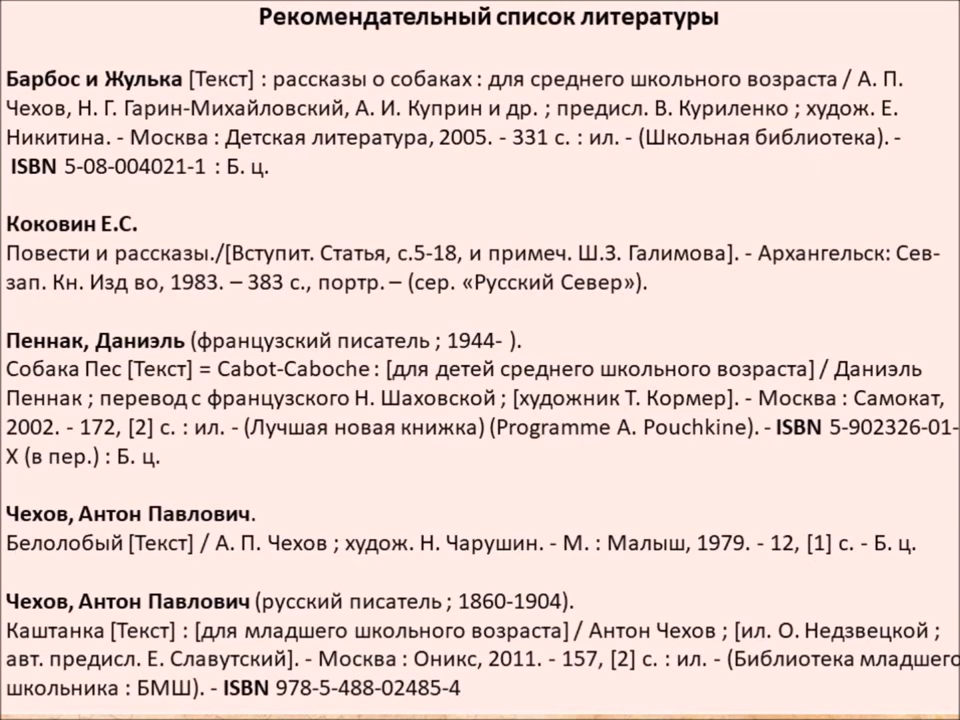 Рекомендательный список литературы
Барбос и Жулька [Текст] : рассказы о собаках : для среднего школьного возраста / А. П.
Чехов, Н. Г. Гарин-Михайловский, А. И. Куприн и др. ; предисл. В. Куриленко ; худож. Е.
Никитина. - Москва : Детская литература, 2005. - 331 с. : ил. - (Школьная библиотека). -
ISBN 5-08-004021-1 : Б. ц.
Коковин Е.С.
Повести и рассказы./[Вступит. Статья, с.5-18, и примеч. Ш.З. Галимова]. - Архангельск: Сев-
зап. Кн. Изд во, 1983. – 383 с., портр. – (сер. «Русский Север»).
Пеннак, Даниэль (французский писатель ; 1944- ).
Собака Пес [Текст] = Cabot-Caboche : [для детей среднего школьного возраста] / Даниэль
Пеннак ; перевод с французского Н. Шаховской ; [художник Т. Кормер]. - Москва : Самокат,
2002. - 172, [2] с. : ил. - (Лучшая новая книжка) (Programme A. Pouchkine). - ISBN 5-902326-01-
X (в пер.) : Б. ц.
Чехов, Антон Павлович.
Белолобый [Текст] / А. П. Чехов ; худож. Н. Чарушин. - М. : Малыш, 1979. - 12, [1] с. - Б. ц.
Чехов, Антон Павлович (русский писатель ; 1860-1904).
Каштанка [Текст] : [для младшего школьного возраста] / Антон Чехов ; [ил. О. Недзвецкой ;
авт. предисл. Е. Славутский]. - Москва : Оникс, 2011. - 157, [2] с. : ил. - (Библиотека младшего
школьника : БМШ). - ISBN 978-5-488-02485-4